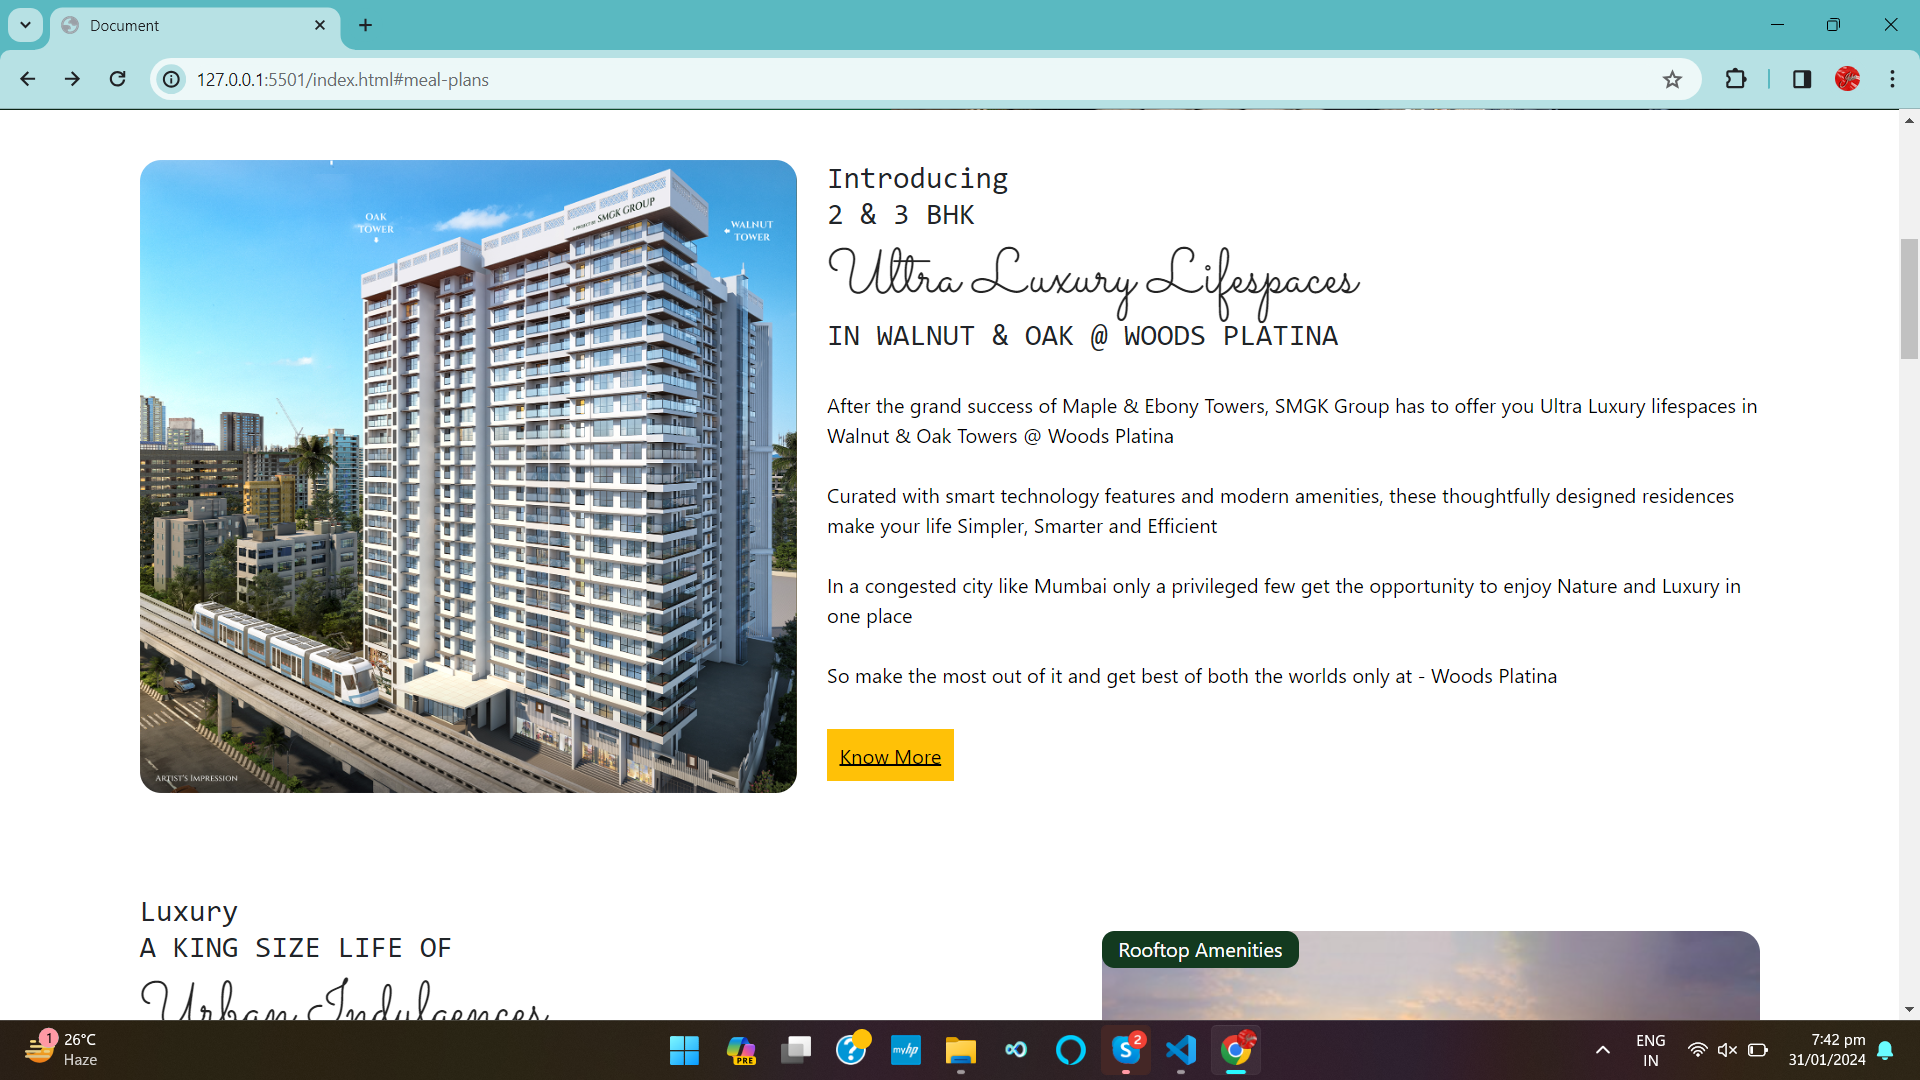 Document
127.0.0.1:5501/index.html#meal-plans
OAK
TOWER
SMGK GROUP
WALNUT
TOWER
ARTIST'S IMPRESSION
Introducing
2 & 3 BHK
Ultra Luxury Lifespaces
IN WALNUT & OAK @ WOODS PLATINA
After the grand success of Maple & Ebony Towers, SMGK Group has to offer you Ultra Luxury lifespaces in
Walnut & Oak Towers @ Woods Platina
Curated with smart technology features and modern amenities, these thoughtfully designed residences
make your life Simpler, Smarter and Efficient
In a congested city like Mumbai only a privileged few get the opportunity to enjoy Nature and Luxury in
one place
So make the most out of it and get best of both the worlds only at - Woods Platina
Know More
Luxury
A KING SIZE LIFE OF
Urban Indulgences
Rooftop Amenities
1
26°C
Haze
PRE
myhp
2
ENG
IN
7:42 pm
31/01/2024